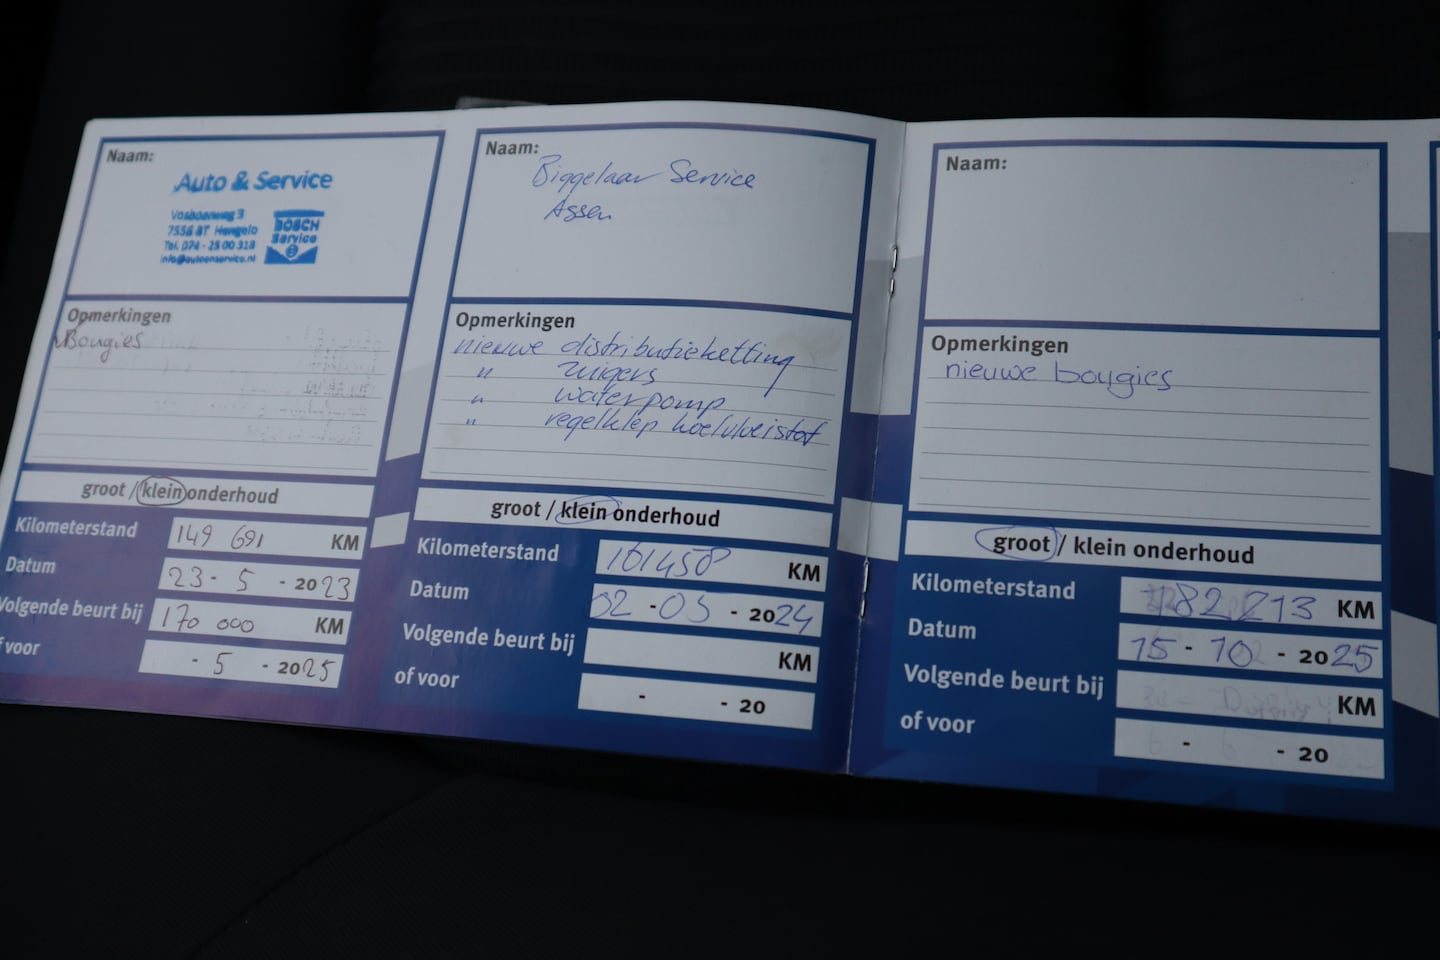 Naam:
Auto & Service
Vosboerweg 3
7556 BT Hengelo
Tel. 074 - 25 00 318
info@autoenservice.nl
BOSCH
Service
Opmerkingen
Bougies
groot / klein onderhoud
Kilometerstand 149 691 KM
Datum 23 - 5 - 2023
Volgende beurt bij 170 000 KM
f voor - 5 - 2025
Naam:
Biggelaar Service
Assen
Opmerkingen
nieuwe distributieketting
" zuigers
" waterpomp
" regelklep koelvloeistof
groot / klein onderhoud
Kilometerstand 161458 KM
Datum 02 - 05 - 2024
Volgende beurt bij KM
of voor - - 20
Naam:
Opmerkingen
nieuwe bougies
groot / klein onderhoud
Kilometerstand 182213 KM
Datum 15 - 10 - 2025
Volgende beurt bij KM
of voor - - 20